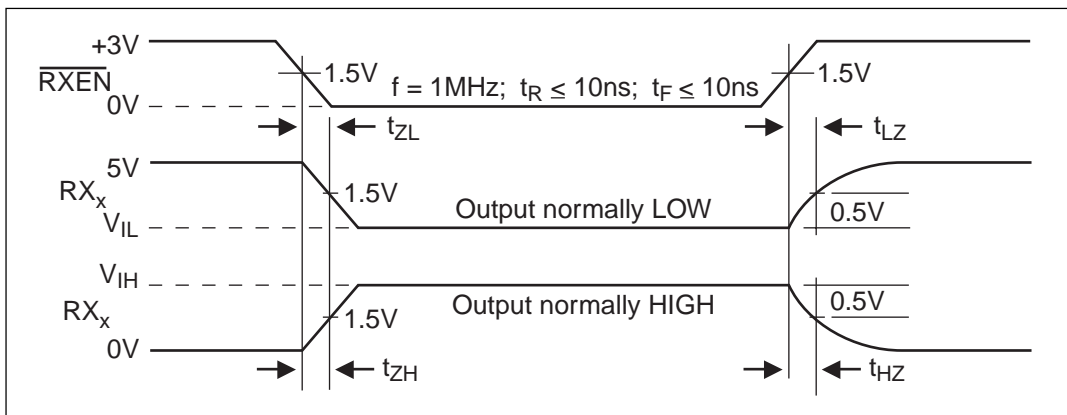 +3V
RXEN
0V
1.5V
f = 1MHz; tR ≤ 10ns; tF ≤ 10ns
1.5V
tZL
tLZ
5V
RXx
VIL
1.5V
Output normally LOW
0.5V
VIH
RXx
0V
1.5V
Output normally HIGH
0.5V
tZH
tHZ